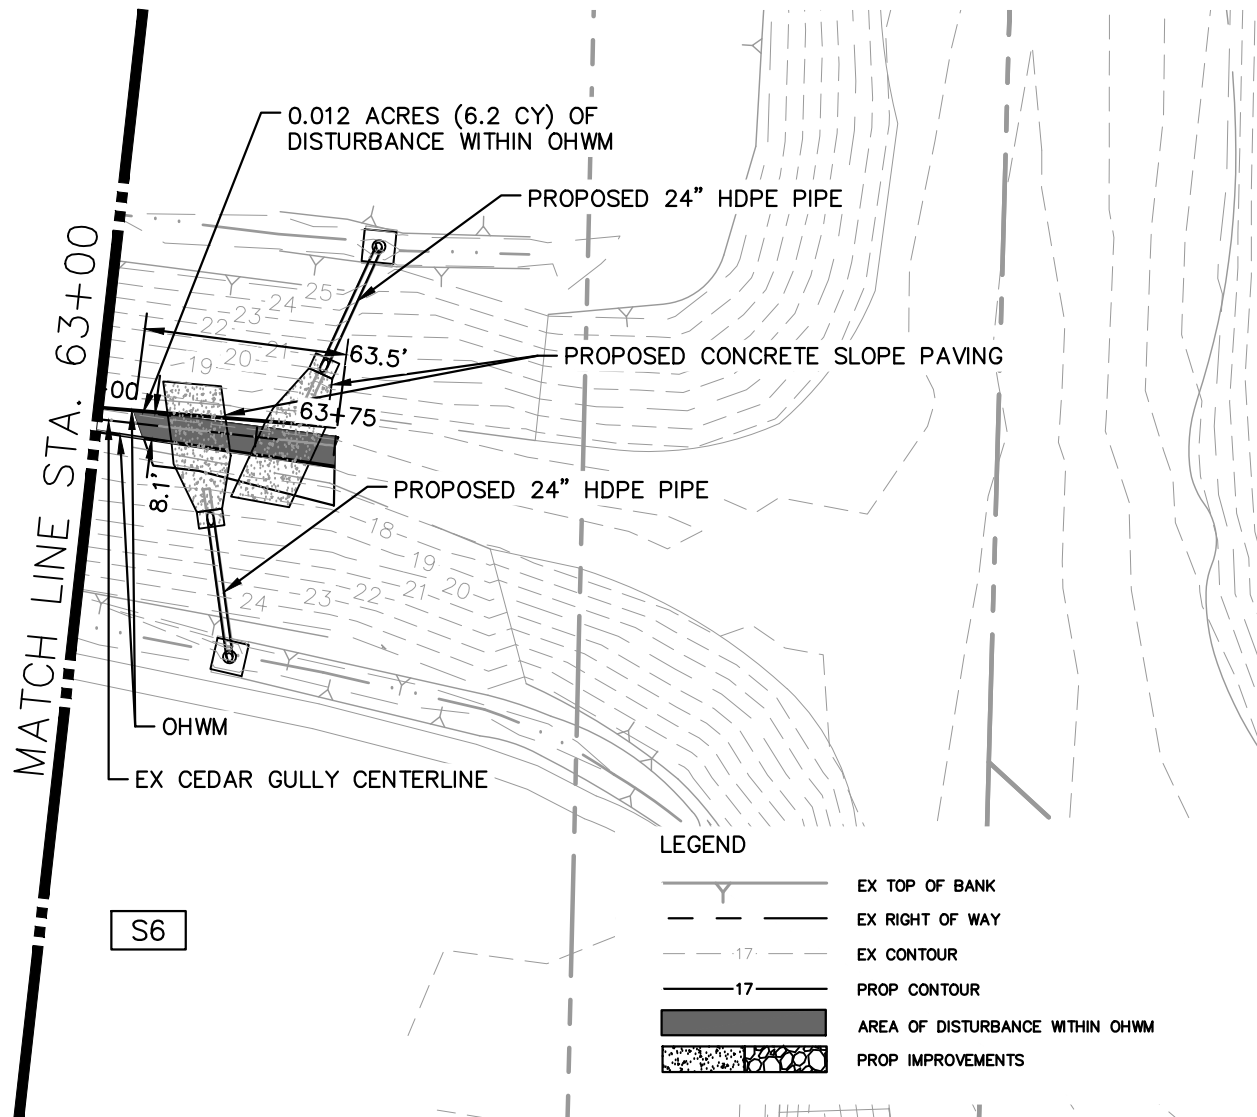 0.012 ACRES (6.2 CY) OF
DISTURBANCE WITHIN OHWM
PROPOSED 24" HDPE PIPE
MATCH LINE STA. 63+00
25
24
23
22
21
20
19
63.5'
PROPOSED CONCRETE SLOPE PAVING
00
63+75
8.1'
PROPOSED 24" HDPE PIPE
18
19
20
21
22
23
24
OHWM
EX CEDAR GULLY CENTERLINE
S6
LEGEND
EX TOP OF BANK
EX RIGHT OF WAY
17
EX CONTOUR
17
PROP CONTOUR
AREA OF DISTURBANCE WITHIN OHWM
PROP IMPROVEMENTS